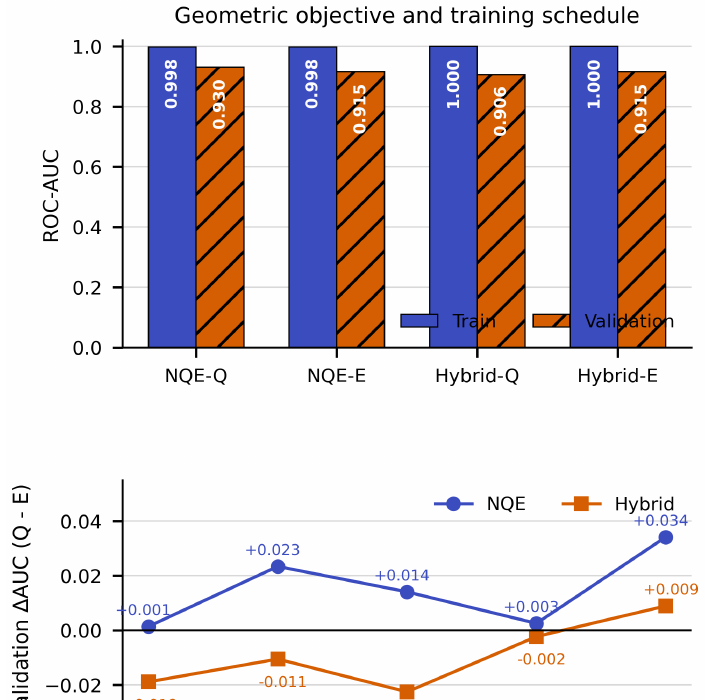 Geometric objective and training schedule
ROC-AUC
1.0
0.8
0.6
0.4
0.2
0.0
0.998
0.930
0.998
0.915
1.000
0.906
1.000
0.915
Train
Validation
NQE-Q
NQE-E
Hybrid-Q
Hybrid-E
ΔAUC (Q - E)
NQE
Hybrid
0.04
0.02
0.00
−0.02
+0.001
+0.023
+0.014
+0.003
+0.034
-0.011
-0.002
+0.009